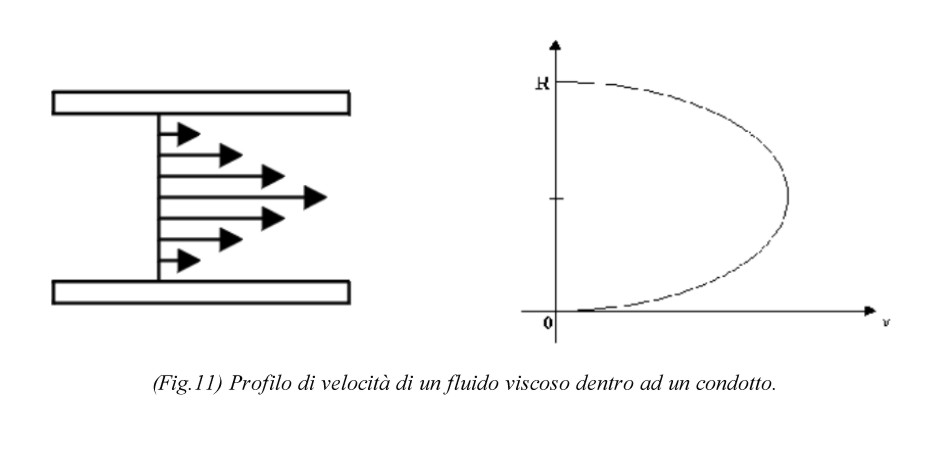 R
0
v
(Fig.11) Profilo di velocità di un fluido viscoso dentro ad un condotto.